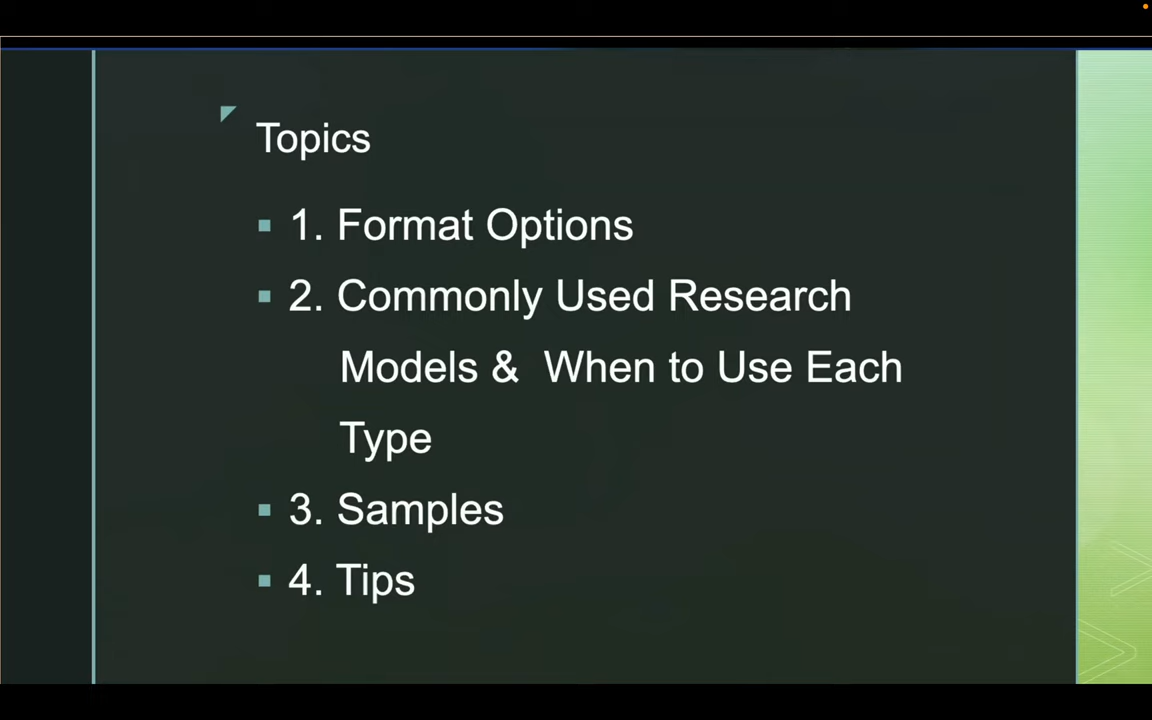 Topics
1. Format Options
2. Commonly Used Research
Models & When to Use Each
Type
3. Samples
4. Tips